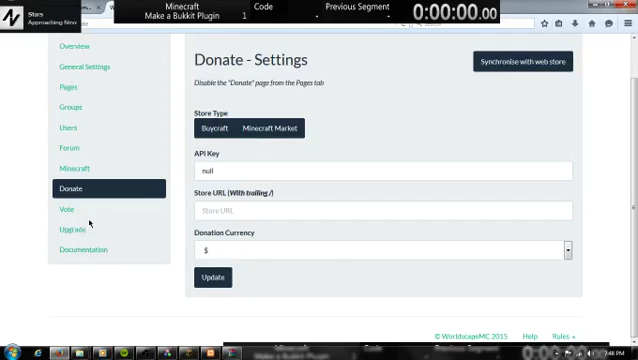 Stars
Approaching Nirv
Minecraft
Make a Bukkit Plugin 1
Code
-
Previous Segment
-
0:00:00.00
Overview
General Settings
Pages
Groups
Users
Forum
Minecraft
Donate
Vote
Upgrade
Documentation
Donate - Settings
Synchronise with web store
Disable the "Donate" page from the Pages tab
Store Type
Buycraft Minecraft Market
API Key
null
Store URL (With trailing /)
Store URL
Donation Currency
$
Update
© WorldscapeMC 2015 Help Rules
7:46 PM